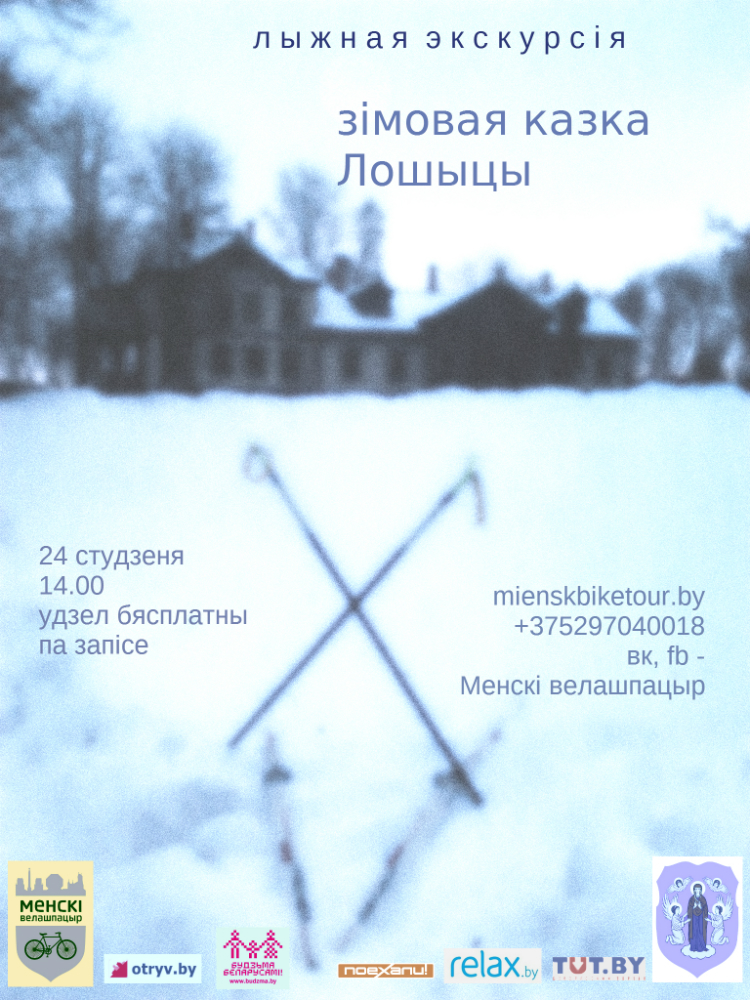 лыжная экскурсія
зімовая казка
Лошыцы
24 студзеня
14.00
удзел бясплатны
па запісе
mienskbiketour.by
+375297040018
вк, fb -
Менскі велашпацыр
МЕНСКІ
велашпацыр
otryv.by
БУДЗЬМА
БЕЛАРУСАМІ!
www.budzma.by
поехали!
relax.by
TUT.BY